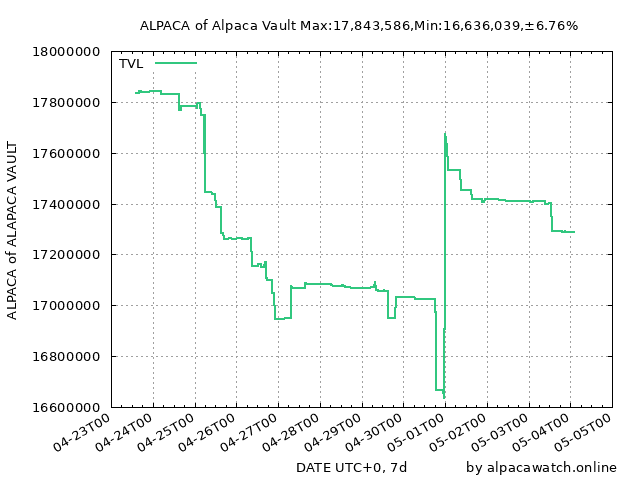 ALPACA of Alpaca Vault Max:17,843,586,Min:16,636,039,±6.76%
18000000
TVL
17800000
17600000
17400000
17200000
17000000
16800000
16600000
ALPACA of ALAPACA VAULT
04-23T00
04-24T00
04-25T00
04-26T00
04-27T00
04-28T00
04-29T00
04-30T00
05-01T00
05-02T00
05-03T00
05-04T00
05-05T00
DATE UTC+0, 7d
by alpacawatch.online